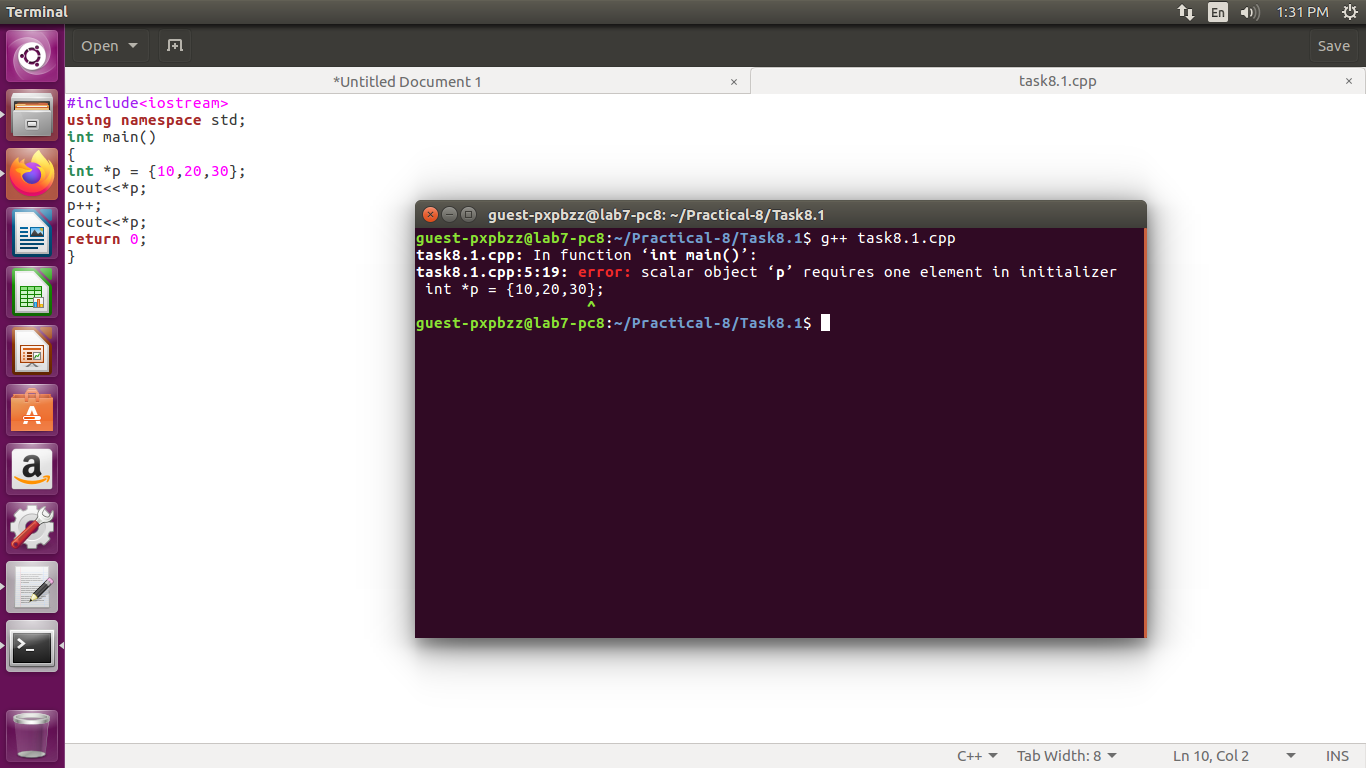 Terminal
En
1:31 PM
Open
Save
*Untitled Document 1
×
task8.1.cpp
×
#include<iostream>
using namespace std;
int main()
{
int *p = {10,20,30};
cout<<*p;
p++;
cout<<*p;
return 0;
}
guest-pxpbzz@lab7-pc8: ~/Practical-8/Task8.1
guest-pxpbzz@lab7-pc8:~/Practical-8/Task8.1$ g++ task8.1.cpp
task8.1.cpp: In function ‘int main()’:
task8.1.cpp:5:19: error: scalar object ‘p’ requires one element in initializer
 int *p = {10,20,30};
                   ^
guest-pxpbzz@lab7-pc8:~/Practical-8/Task8.1$
C++
Tab Width: 8
Ln 10, Col 2
INS